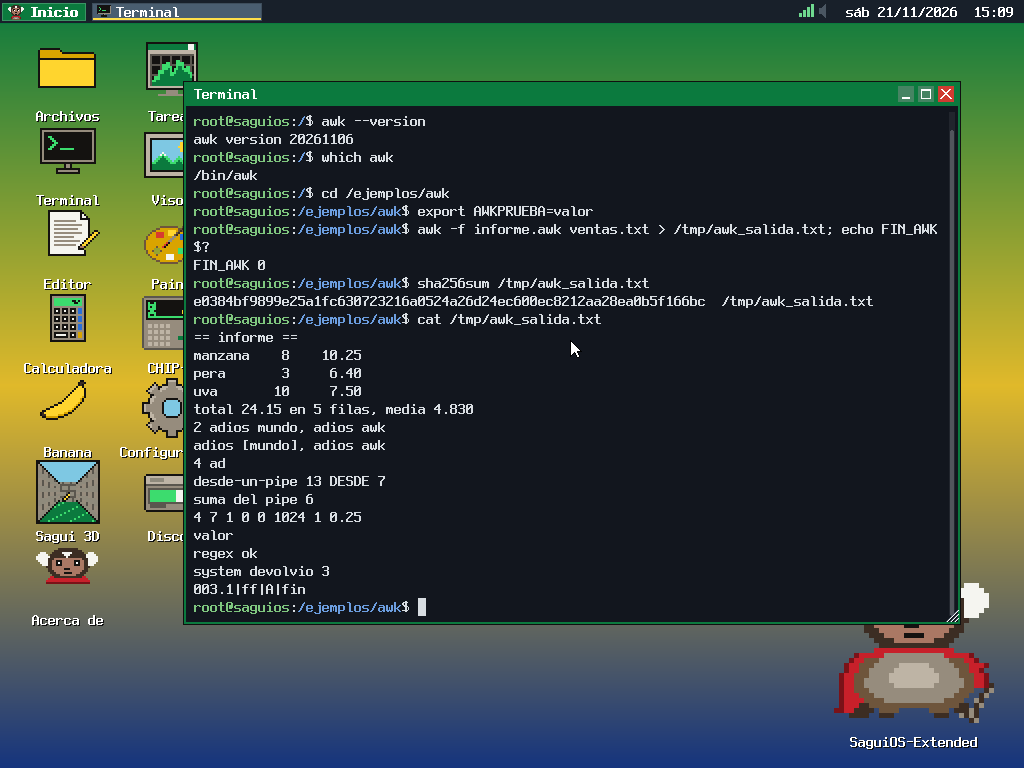 Inicio
Terminal
sáb 21/11/2026 15:09
Archivos
Terminal
Editor
Calculadora
Banana
Sagui 3D
Acerca de
Tarea
Viso
Pain
CHIP-
Configur
Disco
Terminal
root@saguios:/$ awk --version
awk version 20261106
root@saguios:/$ which awk
/bin/awk
root@saguios:/$ cd /ejemplos/awk
root@saguios:/ejemplos/awk$ export AWKPRUEBA=valor
root@saguios:/ejemplos/awk$ awk -f informe.awk ventas.txt > /tmp/awk_salida.txt; echo FIN_AWK
$?
FIN_AWK 0
root@saguios:/ejemplos/awk$ sha256sum /tmp/awk_salida.txt
e0384bf9899e25a1fc630723216a0524a26d24ec600ec8212aa28ea0b5f166bc  /tmp/awk_salida.txt
root@saguios:/ejemplos/awk$ cat /tmp/awk_salida.txt
== informe ==
manzana    8    10.25
pera       3     6.40
uva       10     7.50
total 24.15 en 5 filas, media 4.830
2 adios mundo, adios awk
adios [mundo], adios awk
4 ad
desde-un-pipe 13 DESDE 7
suma del pipe 6
4 7 1 0 0 1024 1 0.25
valor
regex ok
system devolvio 3
003.1|ff|A|fin
root@saguios:/ejemplos/awk$
SaguiOS-Extended